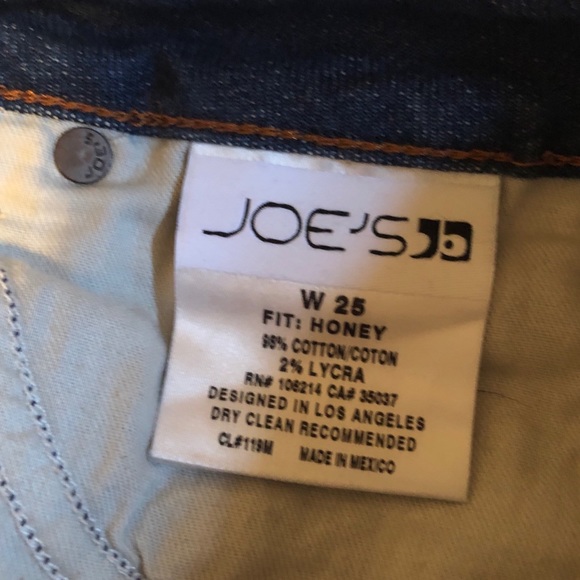 JOE'S
JOE'S
W 25
FIT: HONEY
98% COTTON/COTON
2% LYCRA
RN# 106214 CA# 35037
DESIGNED IN LOS ANGELES
DRY CLEAN RECOMMENDED
CL#119M MADE IN MEXICO